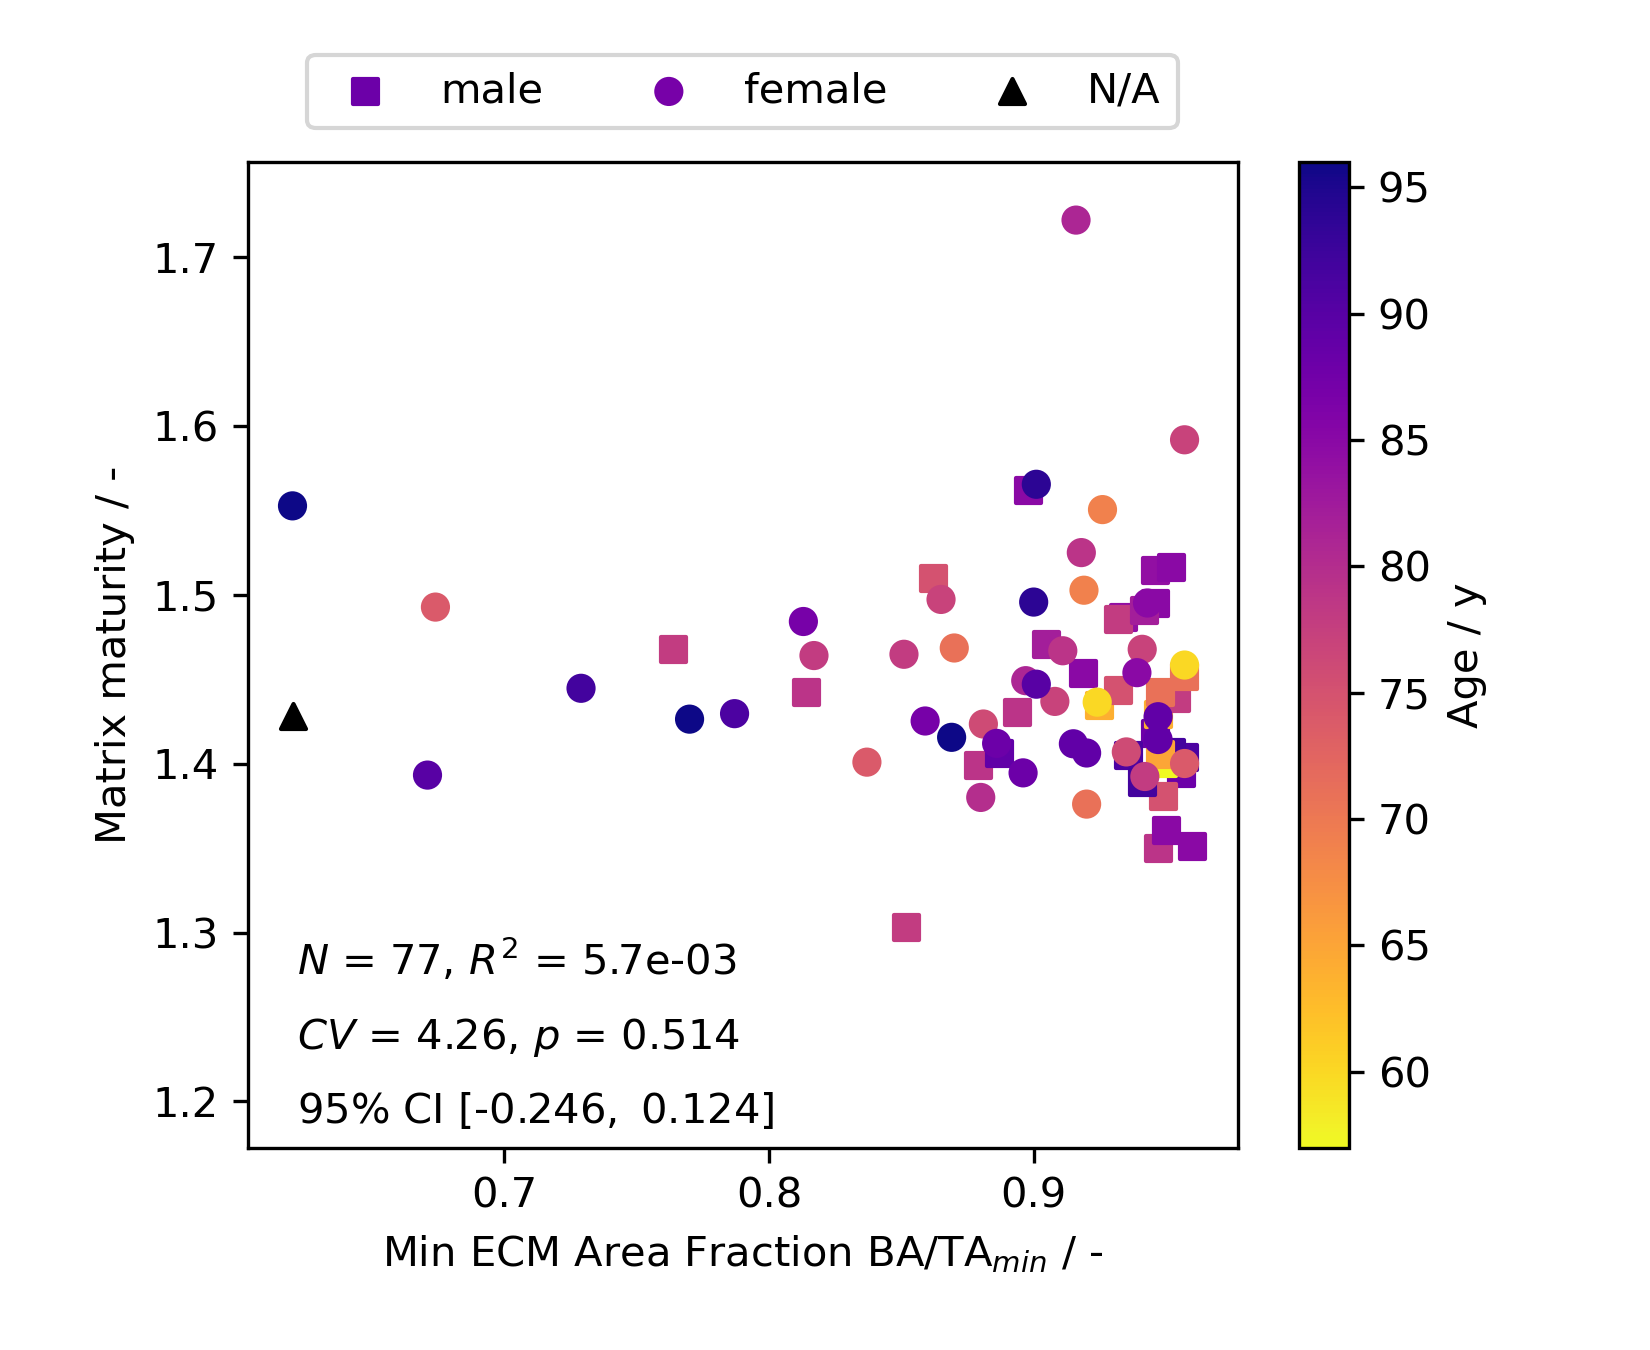 male female N/A
1.7
1.6
1.5
1.4
1.3
1.2
Matrix maturity / -
N = 77, R² = 5.7e-03
CV = 4.26, p = 0.514
95% CI [-0.246, 0.124]
0.7 0.8 0.9
Min ECM Area Fraction BA/TAmin / -
95
90
85
80
75
70
65
60
Age / y